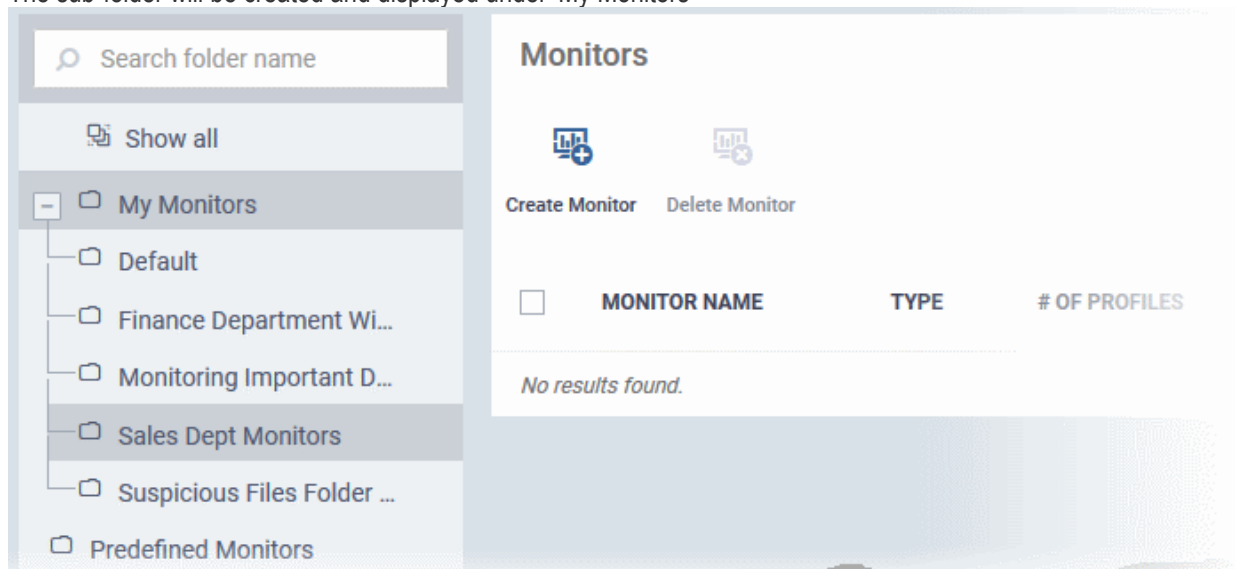 The sub-folder will be created and displayed under 'My Monitors'
Search folder name
Show all
My Monitors
Default
Finance Department Wi...
Monitoring Important D...
Sales Dept Monitors
Suspicious Files Folder ...
Predefined Monitors
Monitors
Create Monitor Delete Monitor
MONITOR NAME TYPE # OF PROFILES
No results found.